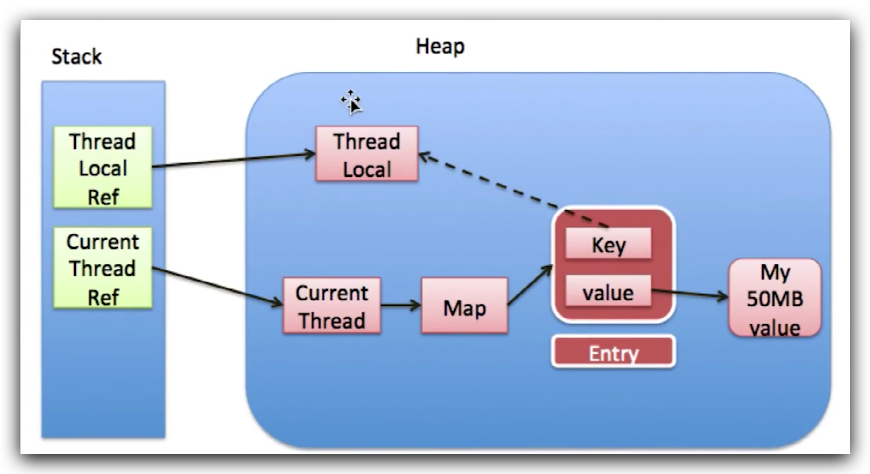 Stack
Heap
Thread
Local
Ref
Thread
Local
Current
Thread
Ref
Key
value
Current
Thread
Map
My
50MB
value
Entry